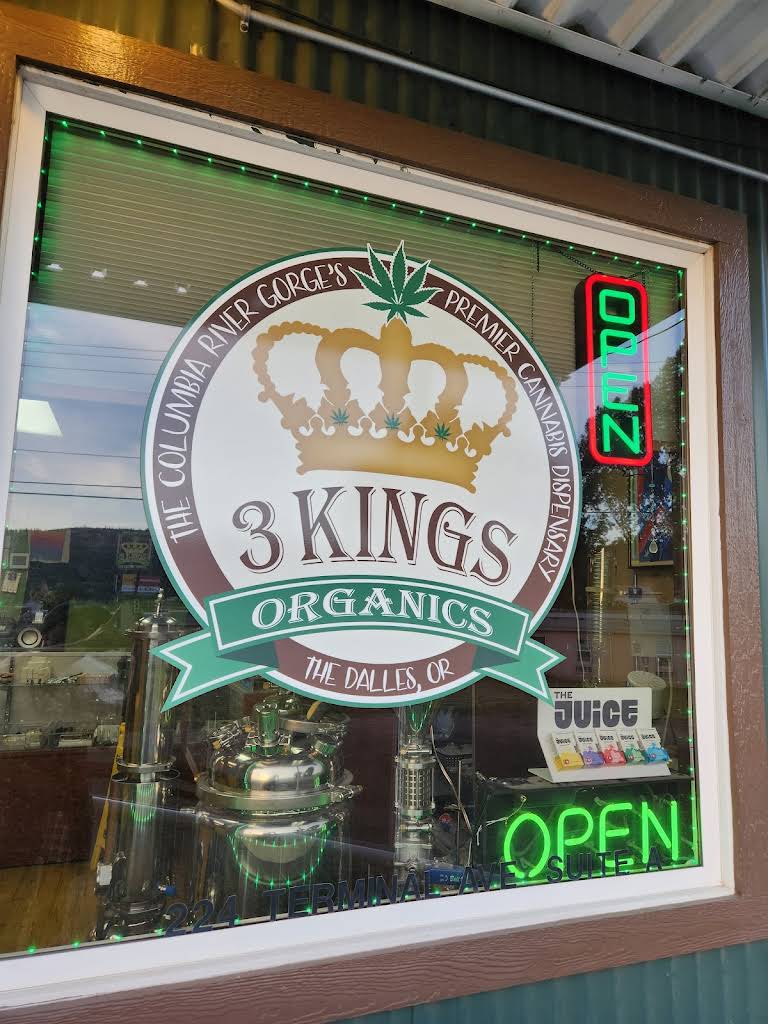 THE COLUMBIA RIVER GORGE'S
PREMIER CANNABIS DISPENSARY
3 KINGS
ORGANICS
THE DALLES, OR
OPEN
THE
JUiCE
OPEN
224 TERMINAL AVE. SUITE A